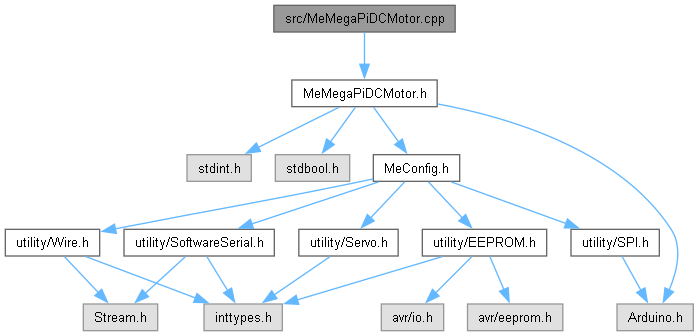 src/MeMegaPiDCMotor.cpp
MeMegaPiDCMotor.h
stdint.h
stdbool.h
MeConfig.h
utility/Wire.h
utility/SoftwareSerial.h
utility/Servo.h
utility/EEPROM.h
utility/SPI.h
Stream.h
inttypes.h
avr/io.h
avr/eeprom.h
Arduino.h